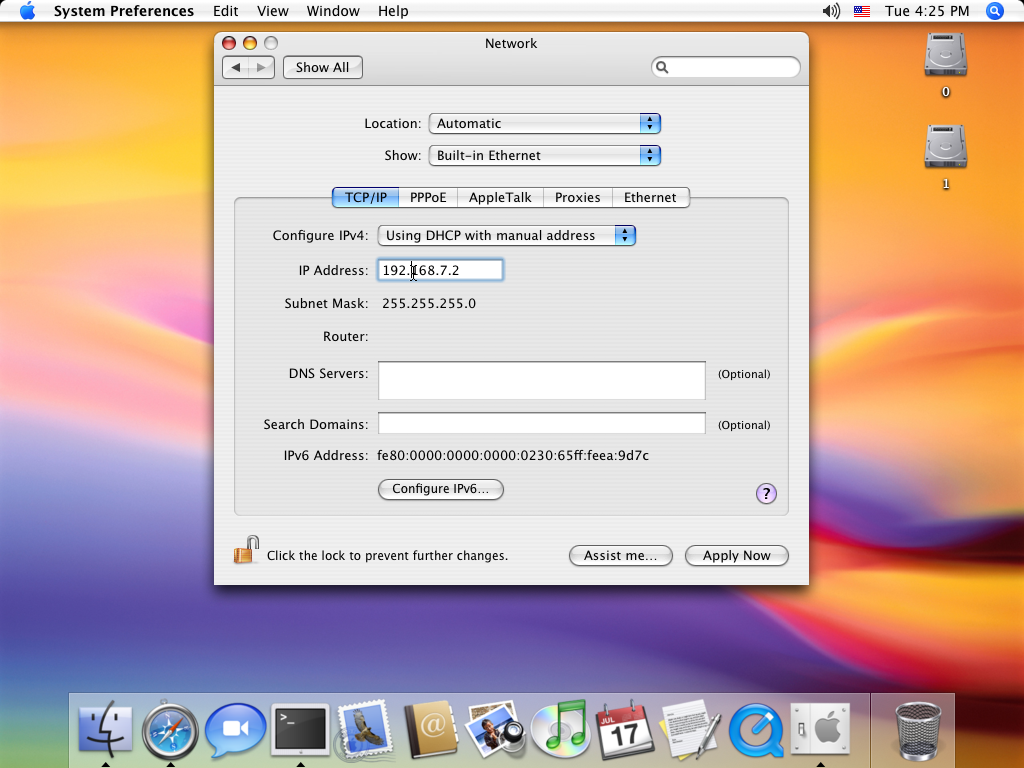 System Preferences Edit View Window Help Tue 4:25 PM
Network
Show All
Location: Automatic
Show: Built-in Ethernet
TCP/IP PPPoE AppleTalk Proxies Ethernet
Configure IPv4: Using DHCP with manual address
IP Address: 192.168.7.2
Subnet Mask: 255.255.255.0
Router:
DNS Servers: (Optional)
Search Domains: (Optional)
IPv6 Address: fe80:0000:0000:0000:0230:65ff:feea:9d7c
Configure IPv6...
?
Click the lock to prevent further changes. Assist me... Apply Now
0
1
>_
@
JUL
17